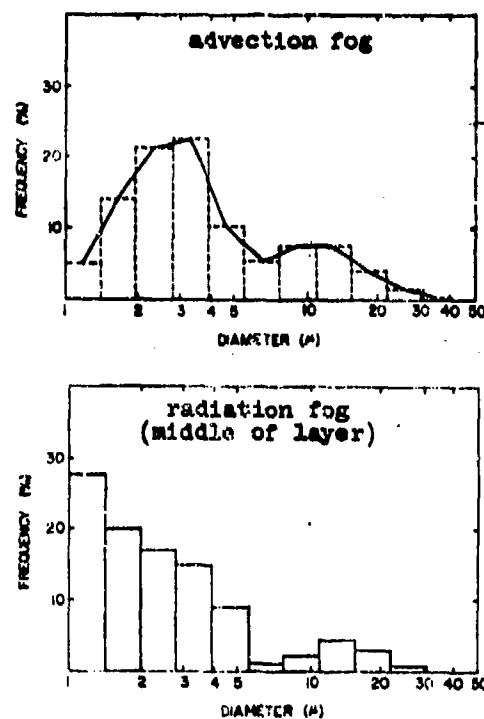 advection fog
FREQUENCY (%)
30
20
10
1 2 3 4 5 10 20 30 40 50
DIAMETER (μ)
radiation fog
(middle of layer)
FREQUENCY (%)
30
20
10
1 2 3 4 5 10 20 30 40 50
DIAMETER (μ)